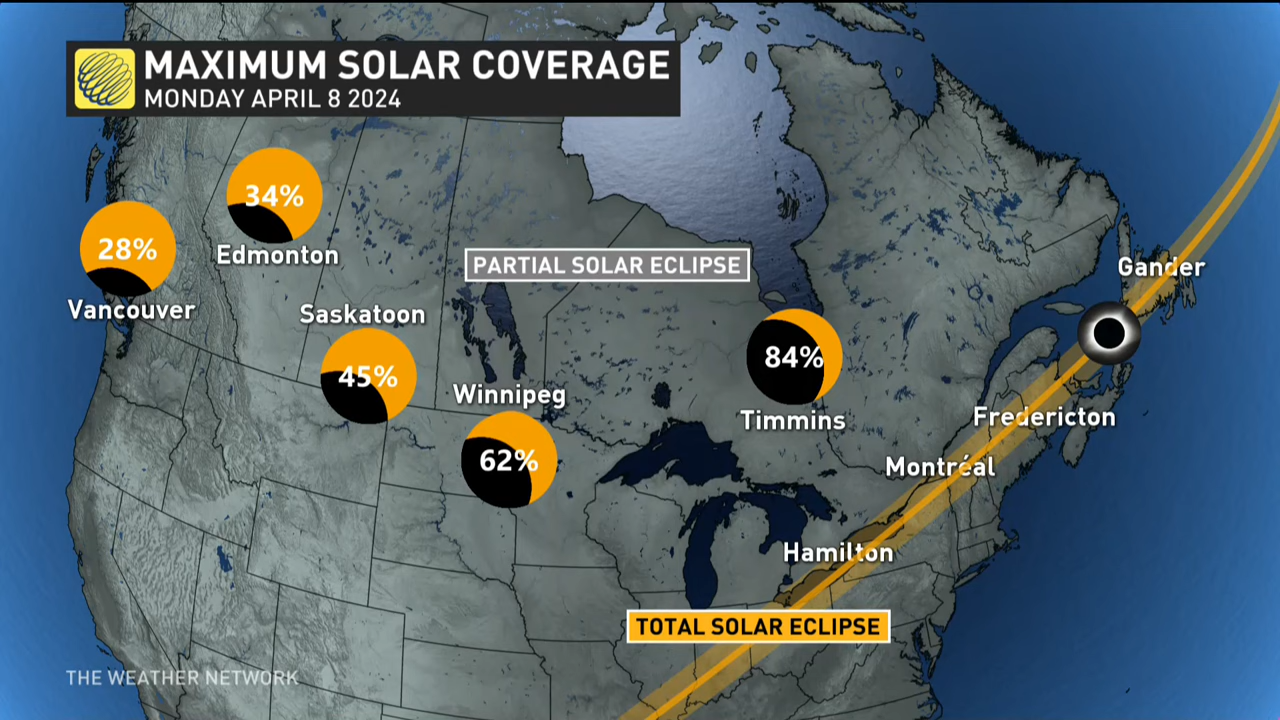 MAXIMUM SOLAR COVERAGE
MONDAY APRIL 8 2024
34%
Edmonton
28%
Vancouver
PARTIAL SOLAR ECLIPSE
Gander
Saskatoon
45%
84%
Timmins
Winnipeg
62%
Fredericton
Montréal
Hamilton
TOTAL SOLAR ECLIPSE
THE WEATHER NETWORK